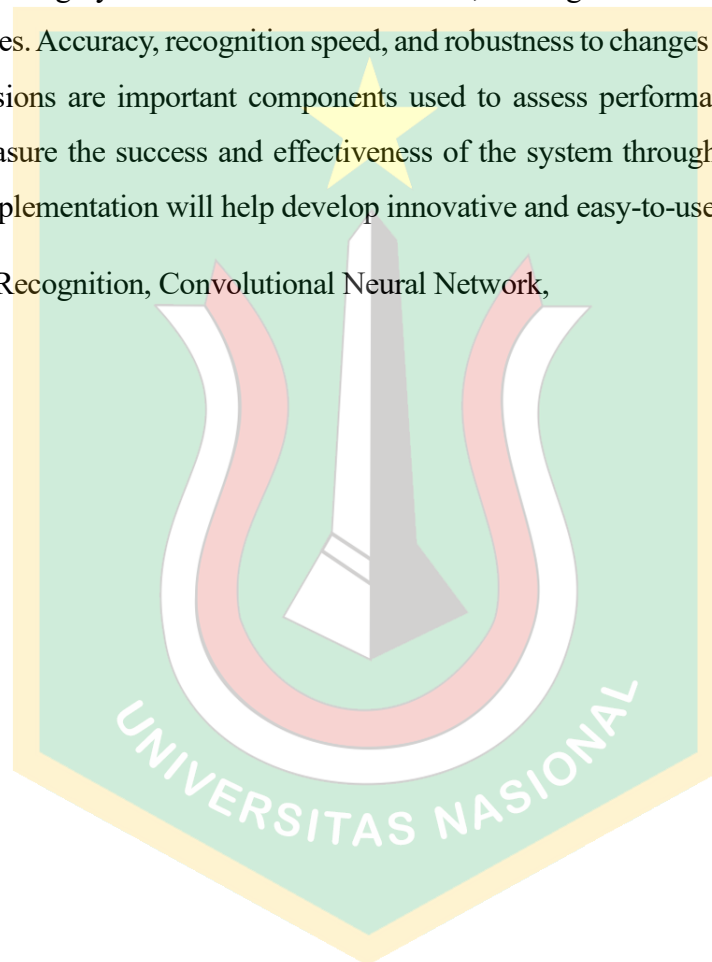 es. Accuracy, recognition speed, and robustness to changes
sions are important components used to assess performa
asure the success and effectiveness of the system through
plementation will help develop innovative and easy-to-use
Recognition, Convolutional Neural Network,
UNIVERSITAS NASIONAL